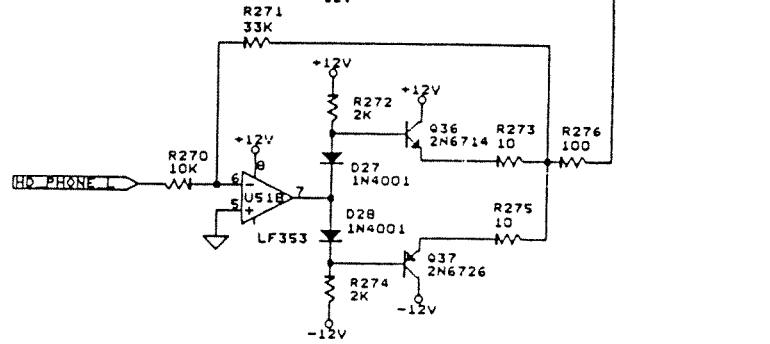 R271
33K
+12V
R272
2K
+12V
Q36
2N6714
R273
10
R276
100
+12V
8
R270
10K
HD PHONE L
6
-
U51B
7
5
+
D27
1N4001
D28
1N4001
LF353
R275
10
Q37
2N6726
R274
2K
-12V
-12V